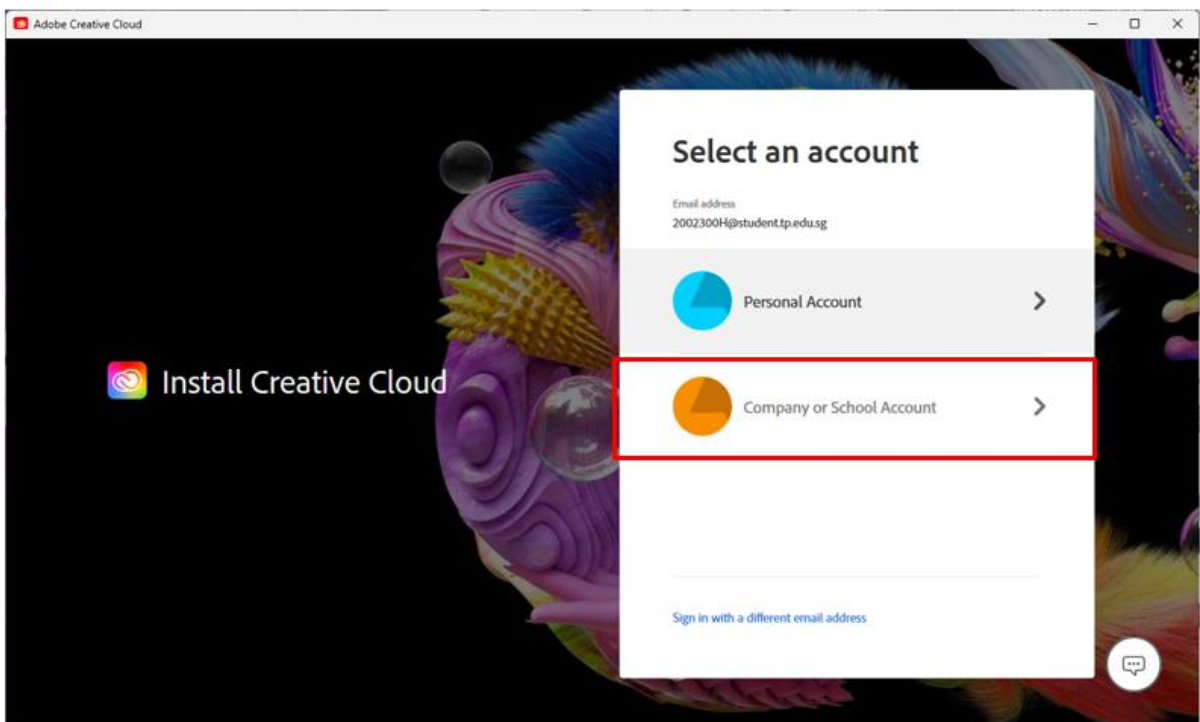 Adobe Creative Cloud
Select an account
Email address
2002300H@student.tp.edu.sg
Personal Account
Install Creative Cloud
Company or School Account
Sign in with a different email address